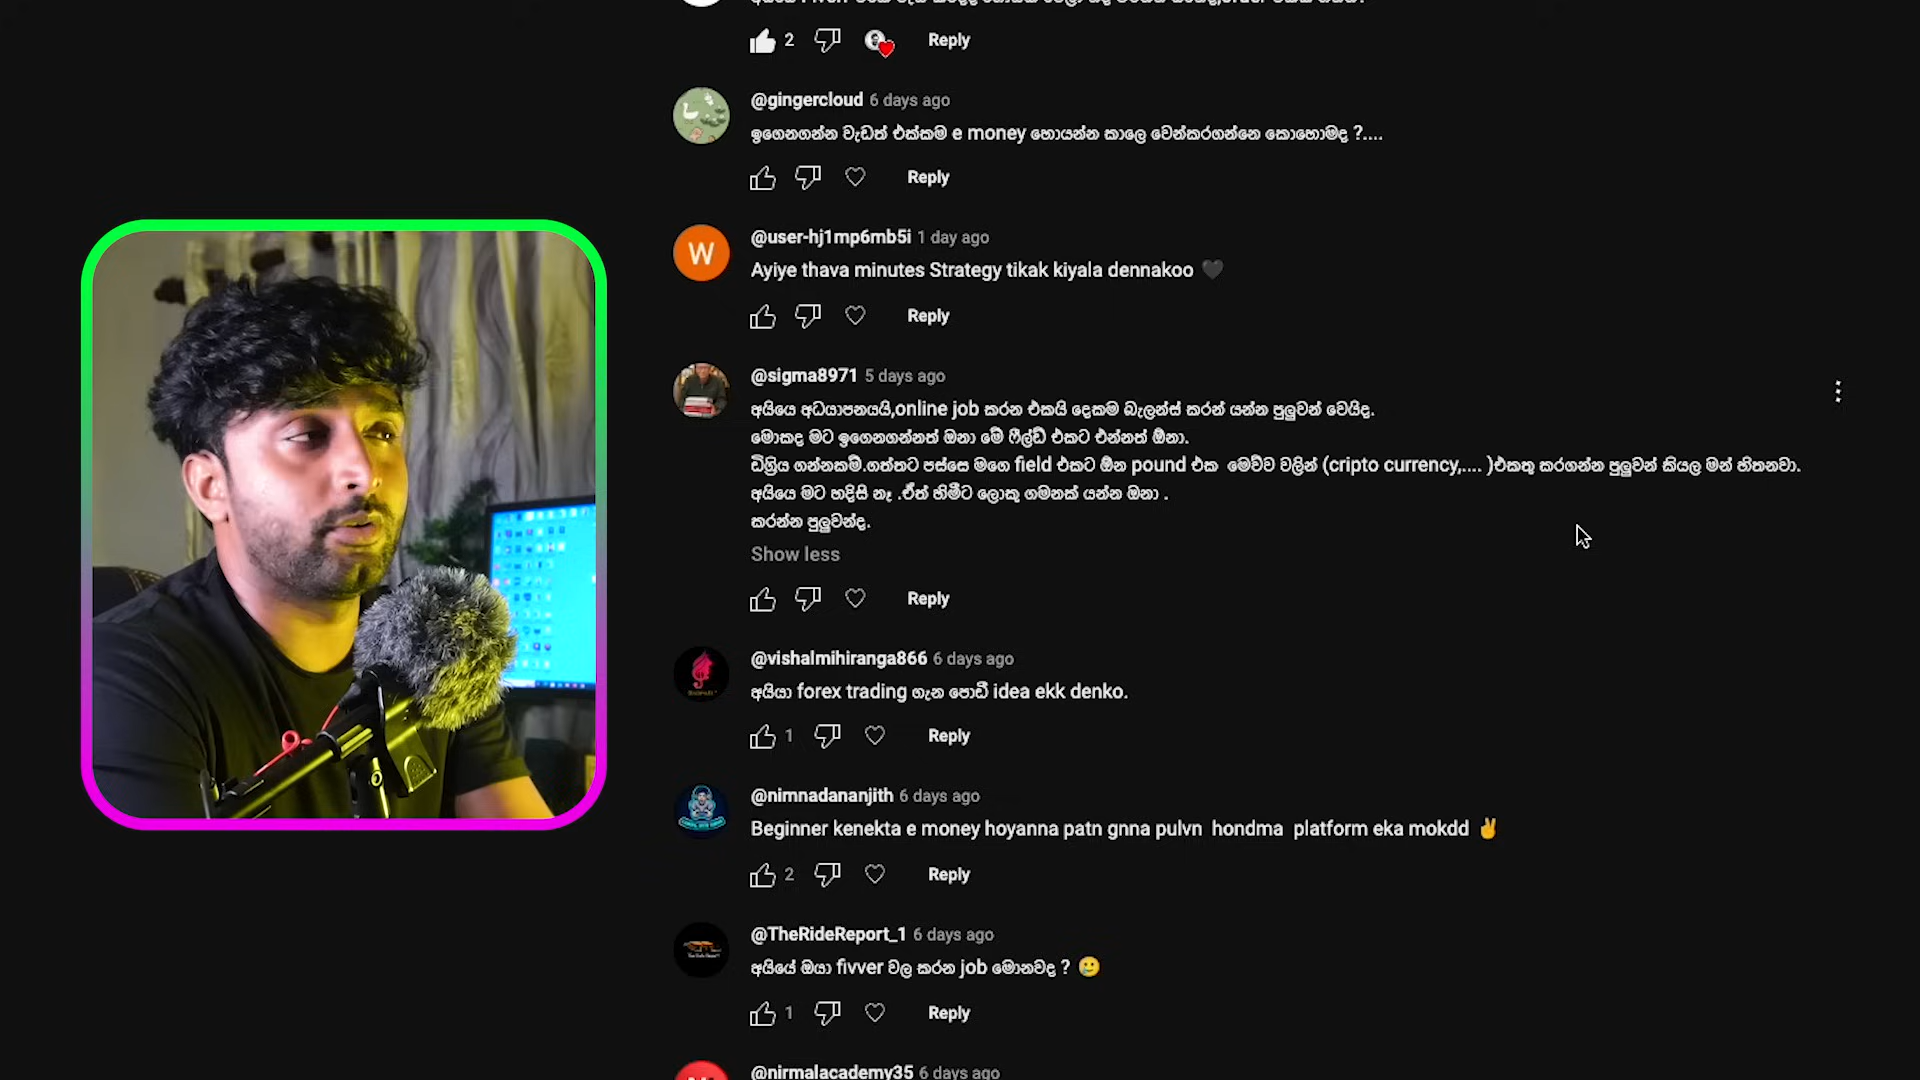 2
Reply
@gingercloud 6 days ago
ඉගෙනගන්න වැඩත් එක්කම e money හොයන්න කාලෙ වෙන්කරගන්නෙ කොහොමද ?....
Reply
W
@user-hj1mp6mb5i 1 day ago
Ayiye thava minutes Strategy tikak kiyala dennakoo 🖤
Reply
@sigma8971 5 days ago
අයියෙ අධයාපනයයි,online job කරන එකයි දෙකම බැලන්ස් කරන් යන්න පුලුවන් වෙයිද.
මොකද මට ඉගෙනගන්නත් ඔනා මේ ෆීල්ඩ් එකට එන්නත් ඕනා.
ඩිග්‍රිය ගන්නකම්.ගත්තට පස්සෙ මගෙ field එකට ඕන pound එක මෙව්ව වලින් (cripto currency,.... )එකතු කරගන්න පුලුවන් කියල මන් හිතනවා.
අයියෙ මට හදිසි නෑ .ඒත් හිමීට ලොකු ගමනක් යන්න ඔනා .
කරන්න පුලුවන්ද.
Show less
Reply
@vishalmihiranga866 6 days ago
අයියා forex trading ගැන පොඩී idea ekk denko.
1
Reply
@nimnadananjith 6 days ago
Beginner kenekta e money hoyanna patn gnna pulvn hondma platform eka mokdd ✌️
2
Reply
@TheRideReport_1 6 days ago
අයියේ ඔයා fivver වල කරන job මොනවද ? 🥲
1
Reply
@nirmalacademy35 6 days ago